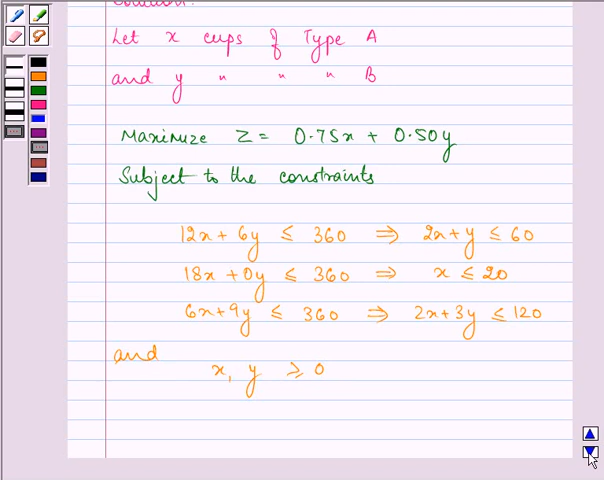 Solution:
Let x cups of Type A
and y " " " B
Maximize Z = 0.75x + 0.50y
Subject to the constraints
12x + 6y ≤ 360 ⇒ 2x + y ≤ 60
18x + 0y ≤ 360 ⇒ x ≤ 20
6x + 9y ≤ 360 ⇒ 2x + 3y ≤ 120
and
x, y ≥ 0